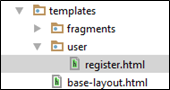 templates
fragments
user
register.html
base-layout.html